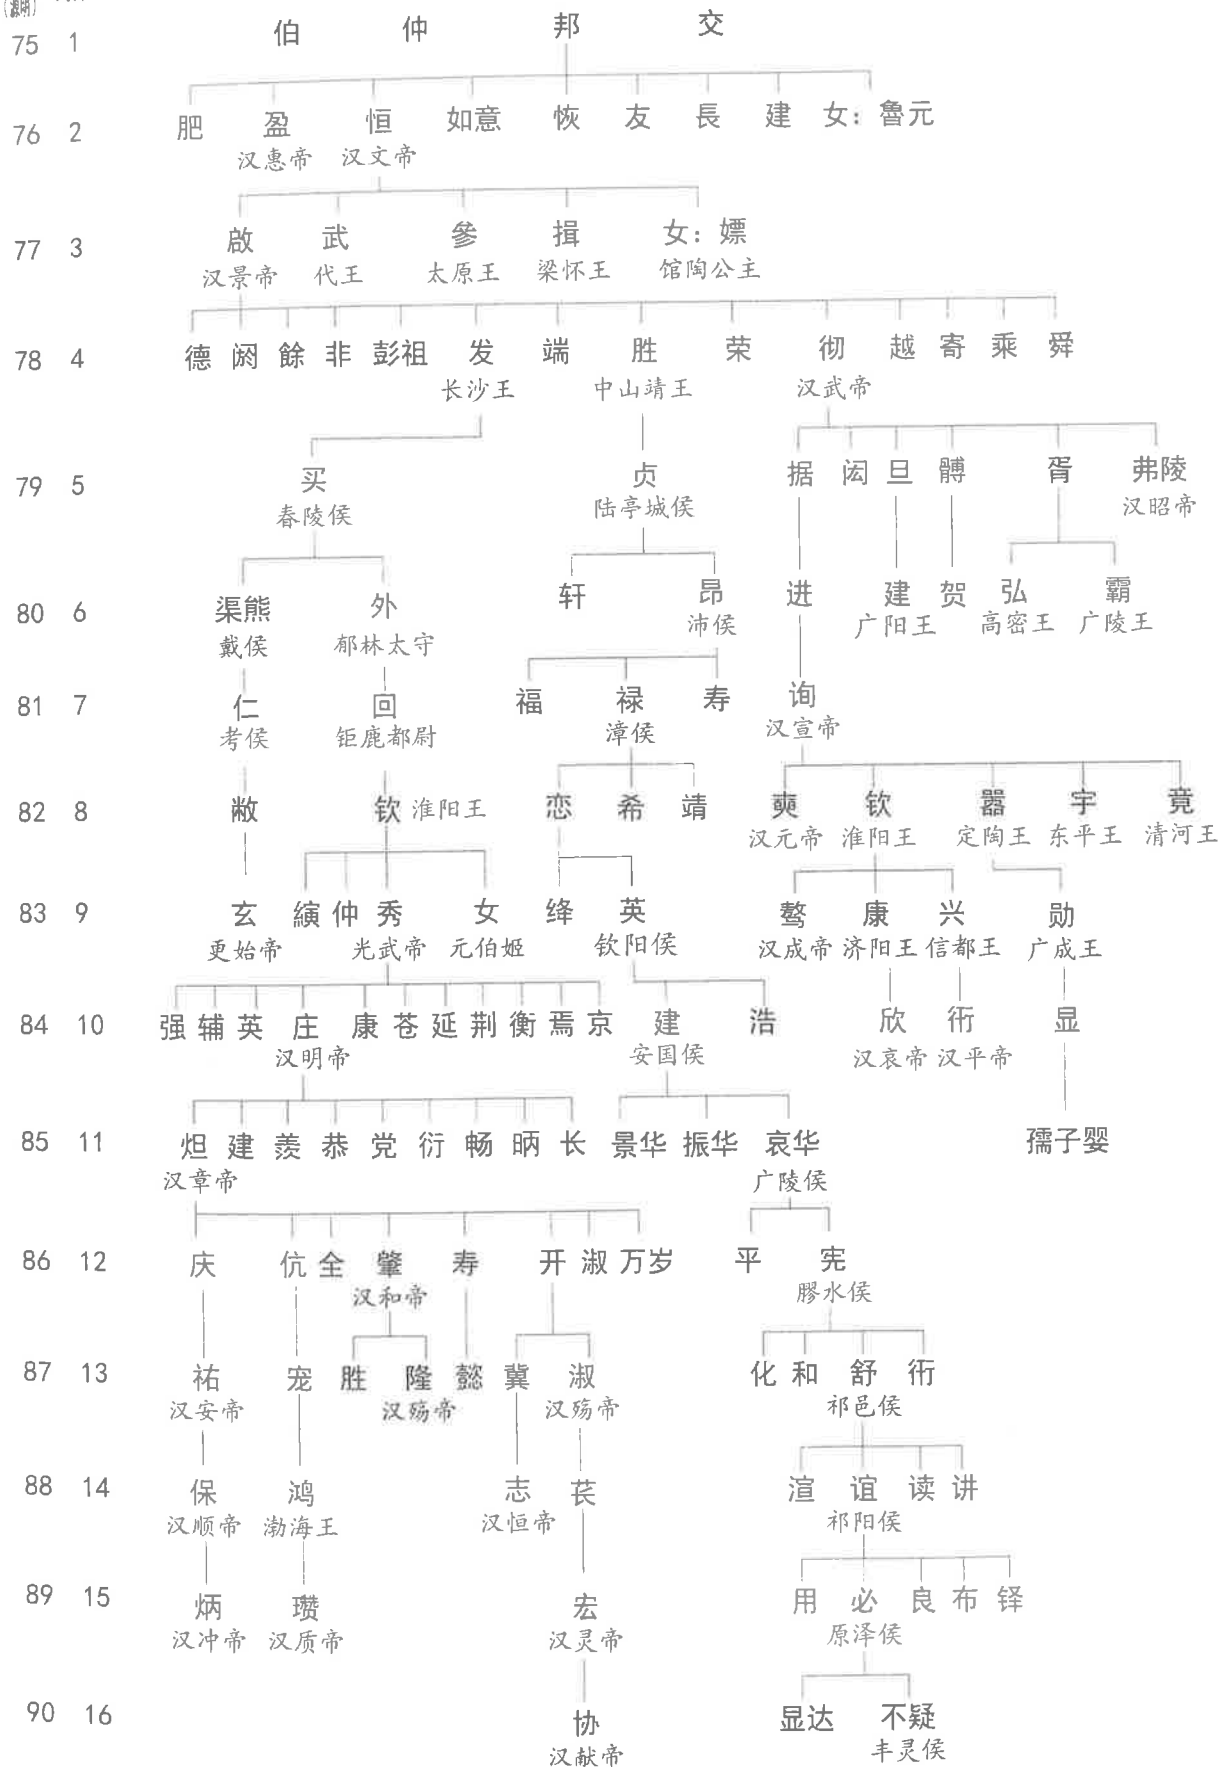 (源明)
75 1 伯 仲 邦 交
76 2 肥 盈 恒 如意 恢 友 長 建 女：魯元
汉惠帝 汉文帝
77 3 啟 武 參 揖 女：嫖
汉景帝 代王 太原王 梁怀王 馆陶公主
78 4 德 阏 餘 非 彭祖 发 端 胜 荣 彻 越 寄 乘 舜
长沙王 中山靖王 汉武帝
79 5 买 贞 据 闳 旦 髆 胥 弗陵
春陵侯 陆亭城侯 汉昭帝
80 6 渠熊 外 轩 昂 进 建 贺 弘 霸
戴侯 郁林太守 沛侯 广阳王 高密王 广陵王
81 7 仁 回 福 禄 寿 询
考侯 钜鹿都尉 漳侯 汉宣帝
82 8 敝 钦 淮阳王 恋 希 靖 奭 钦 嚣 宇 竟
汉元帝 淮阳王 定陶王 东平王 清河王
83 9 玄 縯 仲 秀 女 绛 英 骜 康 兴 勋
更始帝 光武帝 元伯姬 钦阳侯 汉成帝 济阳王 信都王 广成王
84 10 强 辅 英 庄 康 苍 延 荆 衡 焉 京 建 浩 欣 衎 显
汉明帝 安国侯 汉哀帝 汉平帝
85 11 炟 建 羡 恭 党 衍 畅 昞 长 景华 振华 哀华 孺子婴
汉章帝 广陵侯
86 12 庆 伉 全 肇 寿 开 淑 万岁 平 宪
汉和帝 膠水侯
87 13 祐 宠 胜 隆 懿 冀 淑 化 和 舒 衎
汉安帝 汉殇帝 汉殇帝 祁邑侯
88 14 保 鸿 志 苌 渲 谊 读 讲
汉顺帝 渤海王 汉恒帝 祁阳侯
89 15 炳 瓒 宏 用 必 良 布 铎
汉冲帝 汉质帝 汉灵帝 原泽侯
90 16 协 显达 不疑
汉献帝 丰灵侯